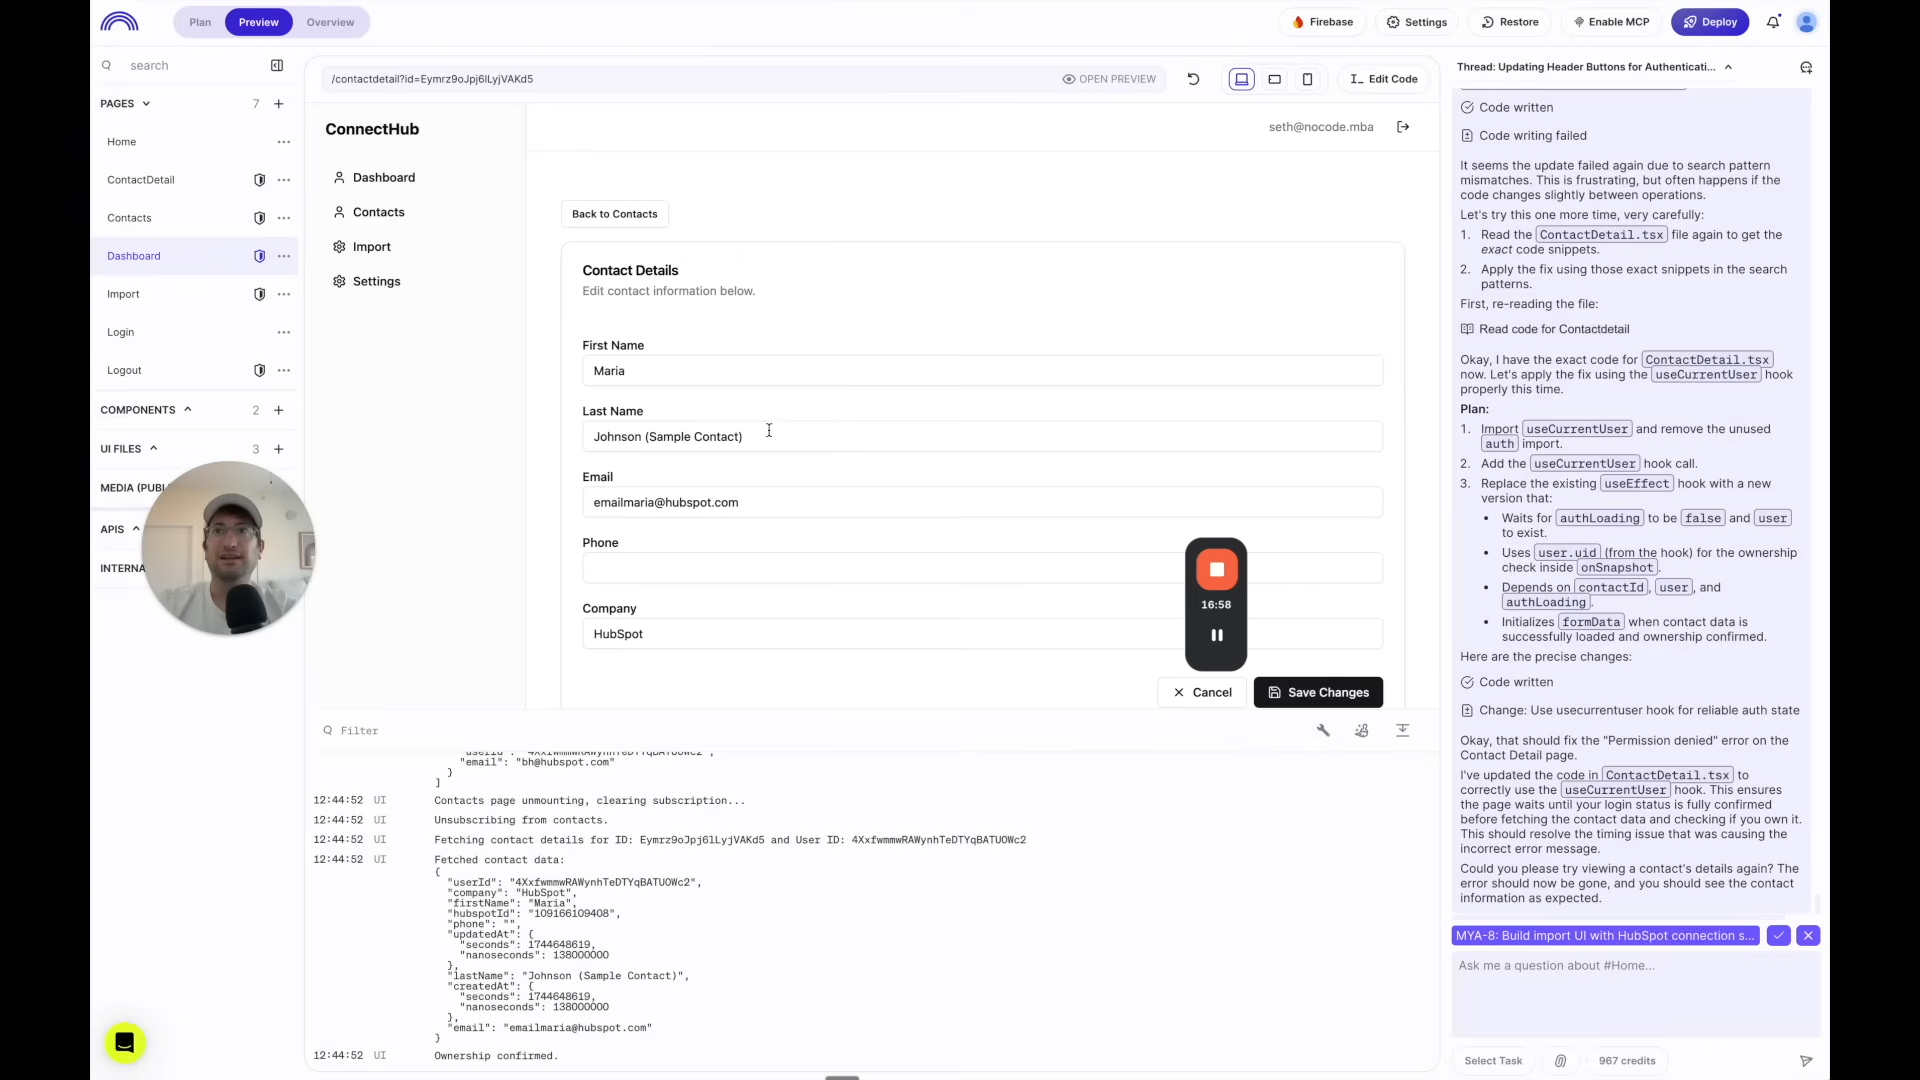 Plan
Preview
Overview
Firebase
Settings
Restore
Enable MCP
Deploy
search
PAGES
7
Home
ContactDetail
Contacts
Dashboard
Import
Login
Logout
COMPONENTS
2
UI FILES
3
MEDIA (PUBL
APIS
INTERNA
/contactdetail?id=Eymrz9oJpj6lLyjVAKd5
OPEN PREVIEW
Edit Code
ConnectHub
Dashboard
Contacts
Import
Settings
seth@nocode.mba
Back to Contacts
Contact Details
Edit contact information below.
First Name
Maria
Last Name
Johnson (Sample Contact)
Email
emailmaria@hubspot.com
Phone
Company
HubSpot
16:58
Cancel
Save Changes
Filter
"email": "bh@hubspot.com"
}
]
12:44:52 UI Contacts page unmounting, clearing subscription...
12:44:52 UI Unsubscribing from contacts.
12:44:52 UI Fetching contact details for ID: Eymrz9oJpj6lLyjVAKd5 and User ID: 4XxfwmmwRAWynhTeDTYqBATUOWc2
12:44:52 UI Fetched contact data:
{
"userId": "4XxfwmmwRAWynhTeDTYqBATUOWc2",
"company": "HubSpot",
"firstName": "Maria",
"hubspotId": "109166109408",
"phone": "",
"updatedAt": {
"seconds": 1744648619,
"nanoseconds": 138000000
},
"lastName": "Johnson (Sample Contact)",
"createdAt": {
"seconds": 1744648619,
"nanoseconds": 138000000
},
"email": "emailmaria@hubspot.com"
}
12:44:52 UI Ownership confirmed.
Thread: Updating Header Buttons for Authenticati...
Code written
Code writing failed
It seems the update failed again due to search pattern
mismatches. This is frustrating, but often happens if the
code changes slightly between operations.
Let's try this one more time, very carefully:
1. Read the ContactDetail.tsx file again to get the
exact code snippets.
2. Apply the fix using those exact snippets in the search
patterns.
First, re-reading the file:
Read code for Contactdetail
Okay, I have the exact code for ContactDetail.tsx
now. Let's apply the fix using the useCurrentUser hook
properly this time.
Plan:
1. Import useCurrentUser and remove the unused
auth import.
2. Add the useCurrentUser hook call.
3. Replace the existing useEffect hook with a new
version that:
• Waits for authLoading to be false and user
to exist.
• Uses user.uid (from the hook) for the ownership
check inside onSnapshot.
• Depends on contactId, user, and
authLoading.
• Initializes formData when contact data is
successfully loaded and ownership confirmed.
Here are the precise changes:
Code written
Change: Use usecurrentuser hook for reliable auth state
Okay, that should fix the "Permission denied" error on the
Contact Detail page.
I've updated the code in ContactDetail.tsx to
correctly use the useCurrentUser hook. This ensures
the page waits until your login status is fully confirmed
before fetching the contact data and checking if you own it.
This should resolve the timing issue that was causing the
incorrect error message.
Could you please try viewing a contact's details again? The
error should now be gone, and you should see the contact
information as expected.
MYA-8: Build import UI with HubSpot connection s...
Ask me a question about #Home...
Select Task
967 credits